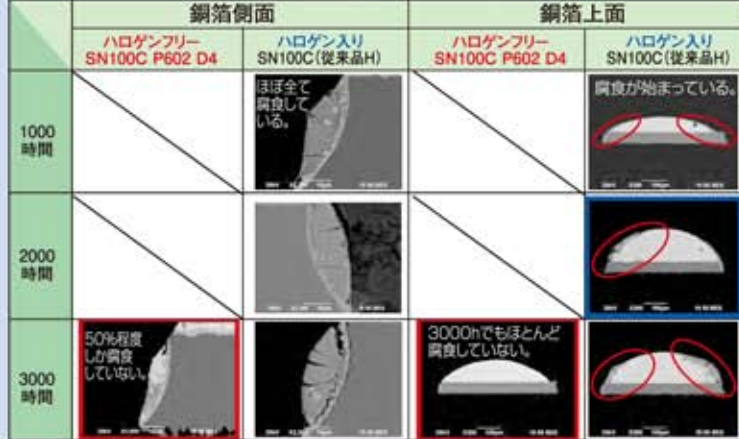 銅箔側面
銅箔上面
ハロゲンフリー
SN100C P602 D4
ハロゲン入り
SN100C(従来品H)
ハロゲンフリー
SN100C P602 D4
ハロゲン入り
SN100C(従来品H)
1000
時間
ほぼ全て
腐食して
いる。
腐食が始まっている。
2000
時間
3000
時間
50%程度
しか腐食
していない。
3000hでもほとんど
腐食していない。